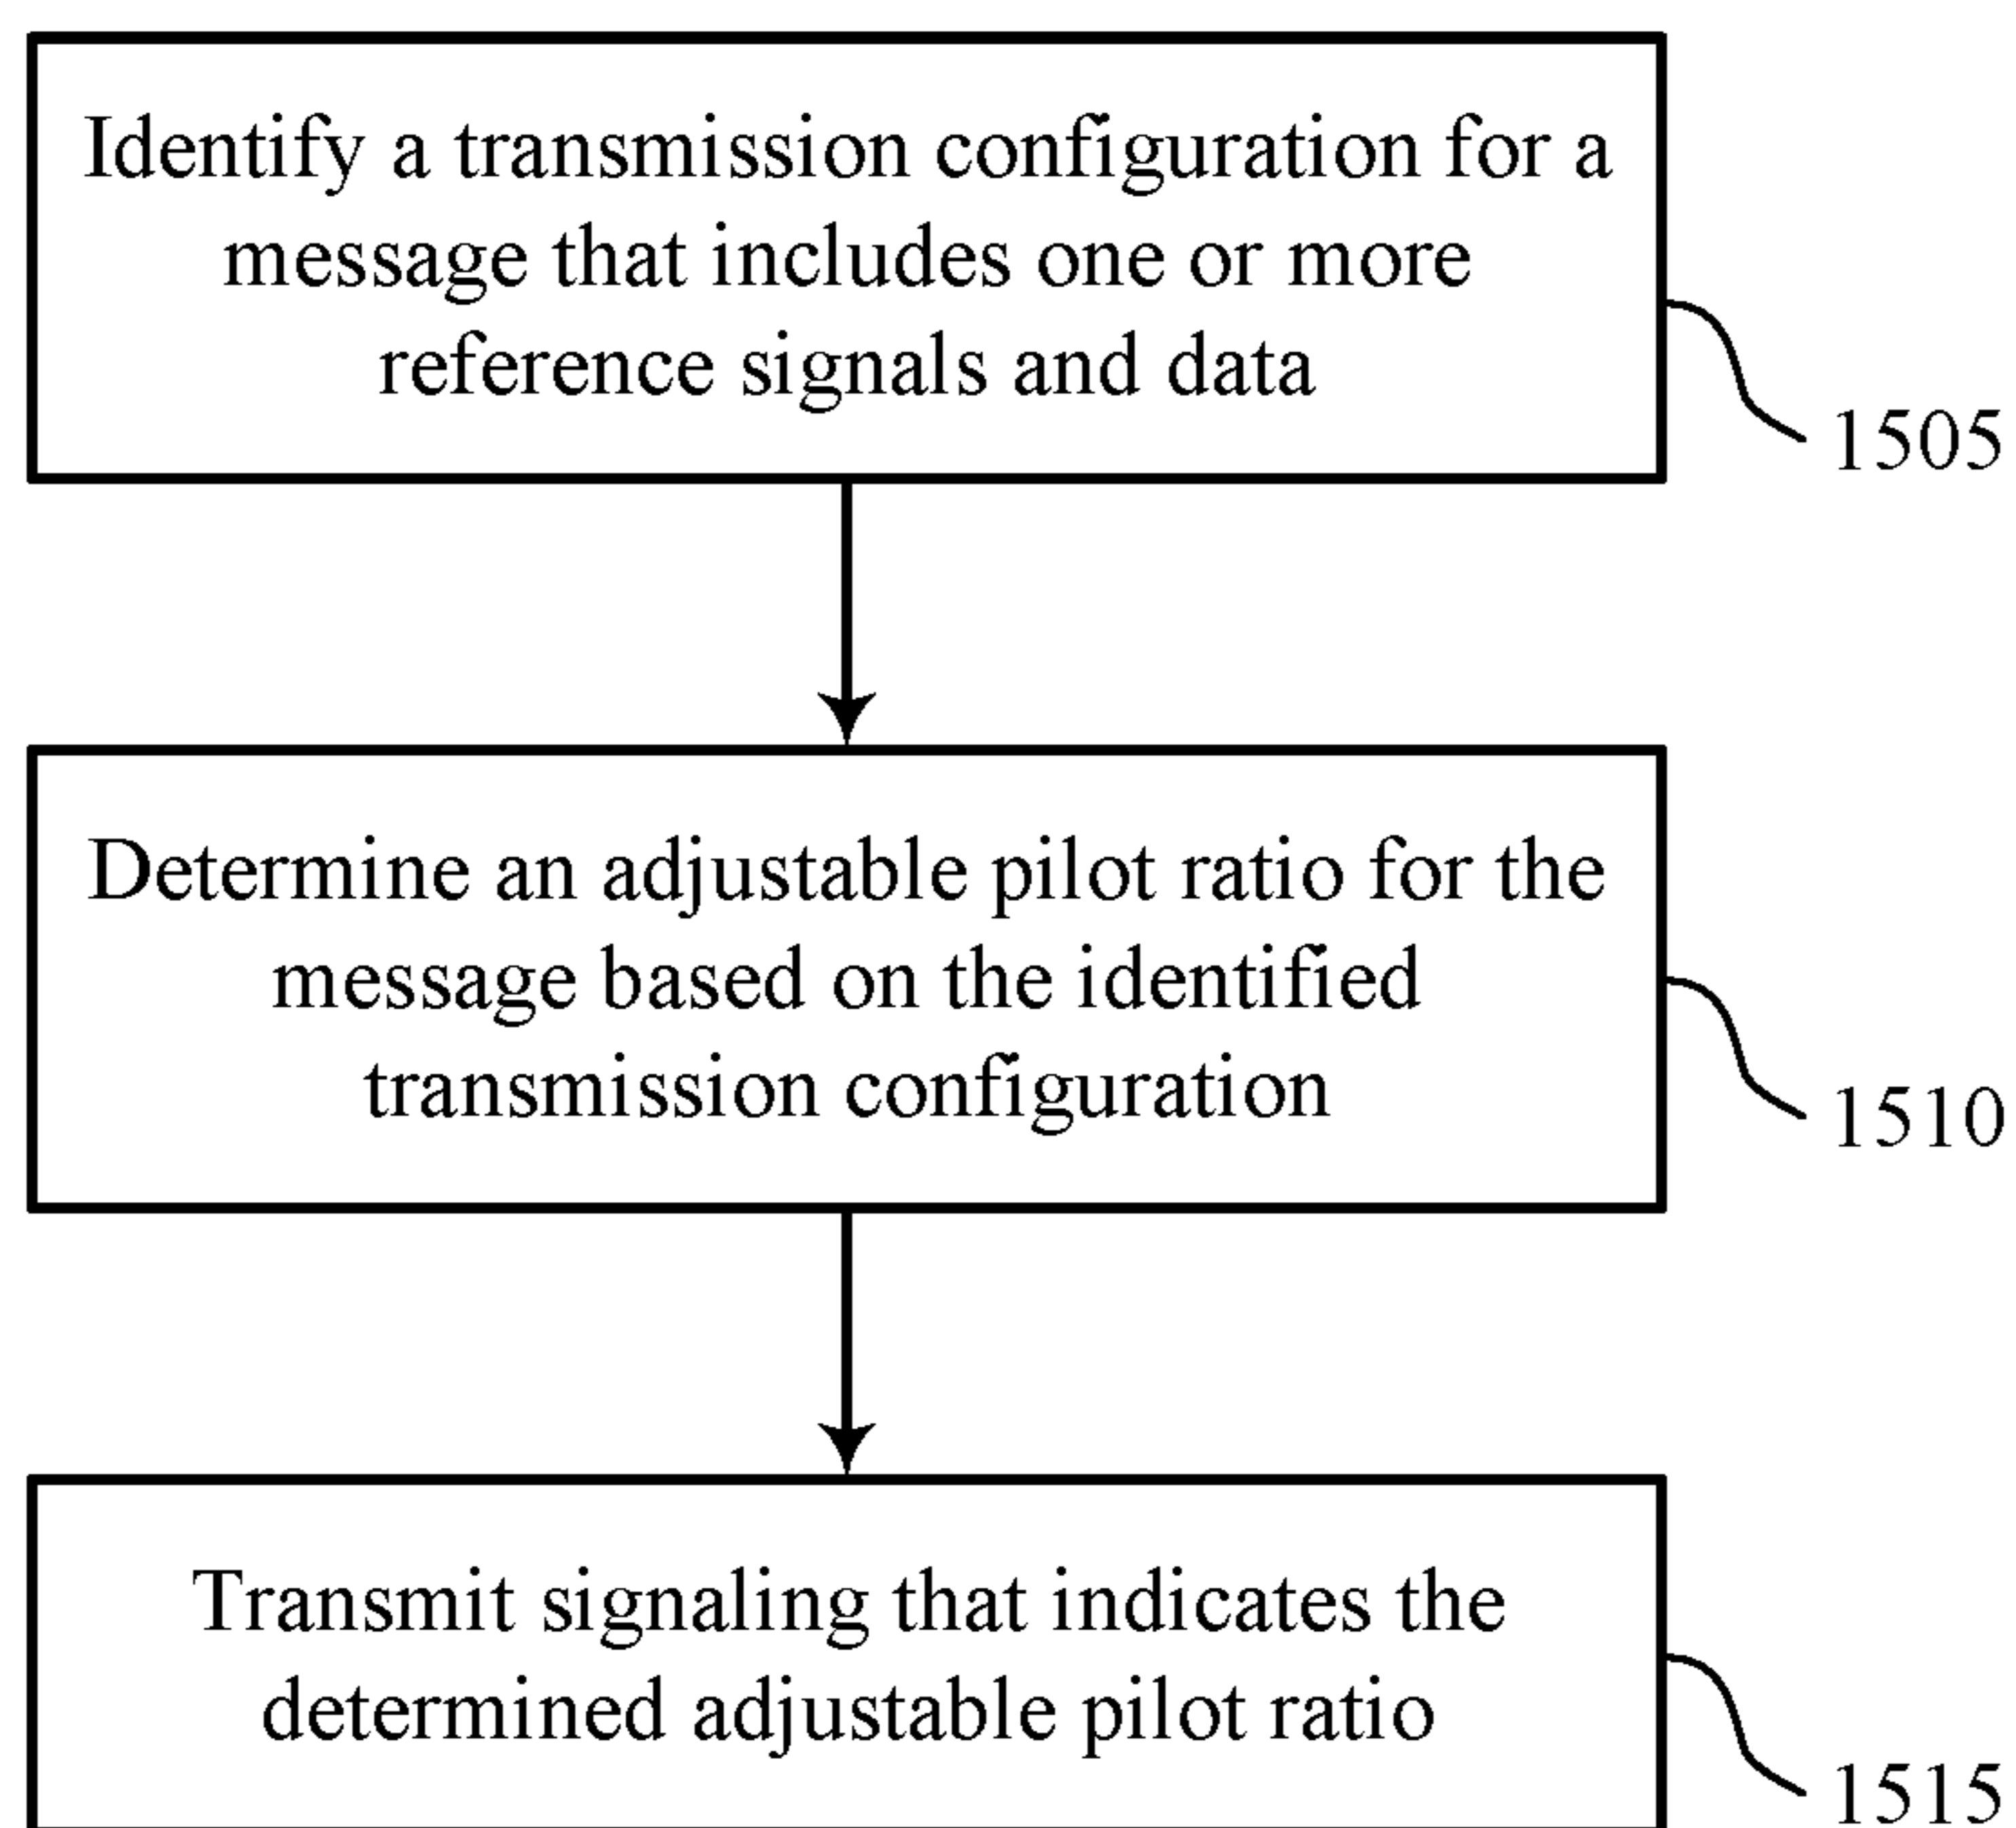 Identify a transmission configuration for a
message that includes one or more
reference signals and data
1505
Determine an adjustable pilot ratio for the
message based on the identified
transmission configuration
1510
Transmit signaling that indicates the
determined adjustable pilot ratio
1515